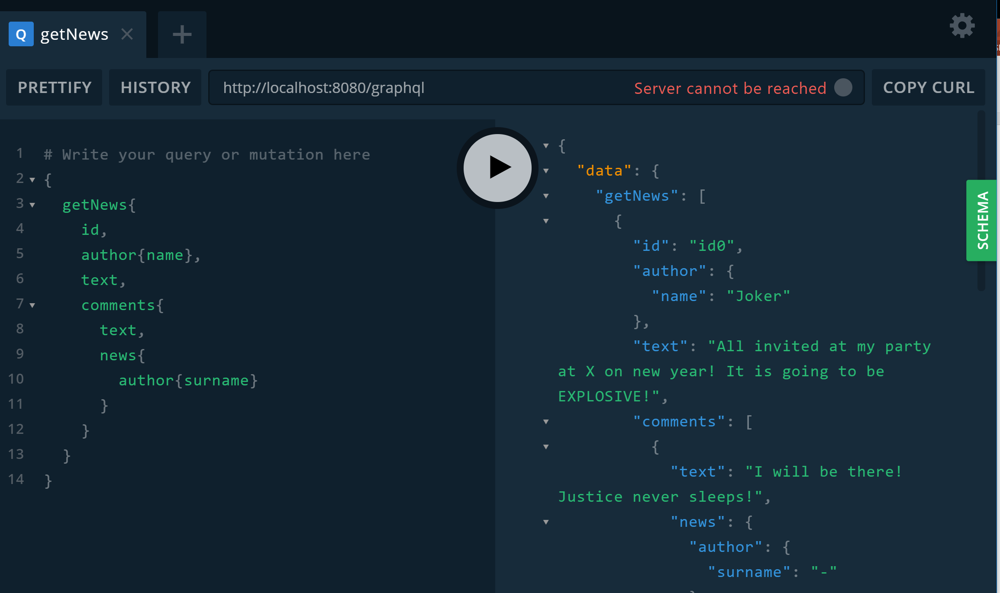 Q getNews
PRETTIFY HISTORY http://localhost:8080/graphql Server cannot be reached COPY CURL
1 # Write your query or mutation here
2 {
3 getNews{
4 id,
5 author{name},
6 text,
7 comments{
8 text,
9 news{
10 author{surname}
11 }
12 }
13 }
14 }
{
"data": {
"getNews": [
{
"id": "id0",
"author": {
"name": "Joker"
},
"text": "All invited at my party
at X on new year! It is going to be
EXPLOSIVE!",
"comments": [
{
"text": "I will be there!
Justice never sleeps!",
"news": {
"author": {
"surname": "-"
SCHEMA